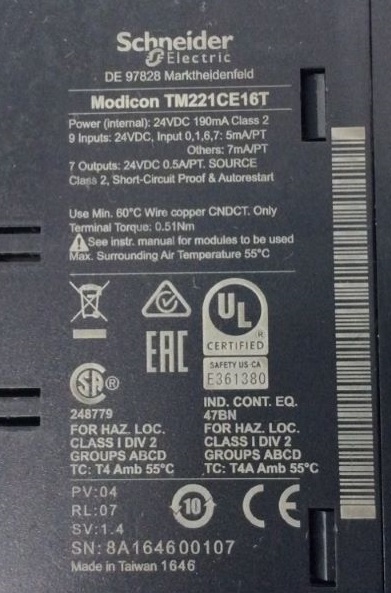 Schneider
Electric
DE 97828 Marktheidenfeld
Modicon TM221CE16T
Power (internal): 24VDC 190mA Class 2
9 Inputs: 24VDC, Input 0,1,6,7: 5mA/PT
Others: 7mA/PT
7 Outputs: 24VDC 0.5A/PT. SOURCE
Class 2, Short-Circuit Proof & Autorestart
Use Min. 60°C Wire copper CNDCT. Only
Terminal Torque: 0.51Nm
See instr. manual for modules to be used
Max. Surrounding Air Temperature 55°C
UL
®
CERTIFIED
SAFETY US-CA
E361380
EAC
SA ®
248779
FOR HAZ. LOC.
CLASS I DIV 2
GROUPS ABCD
TC: T4 Amb 55°C
IND. CONT. EQ.
47BN
FOR HAZ. LOC.
CLASS I DIV 2
GROUPS ABCD
TC: T4A Amb 55°C
PV:04
RL:07
SV:1.4
10
CE
SN: 8A164600107
Made in Taiwan 1646